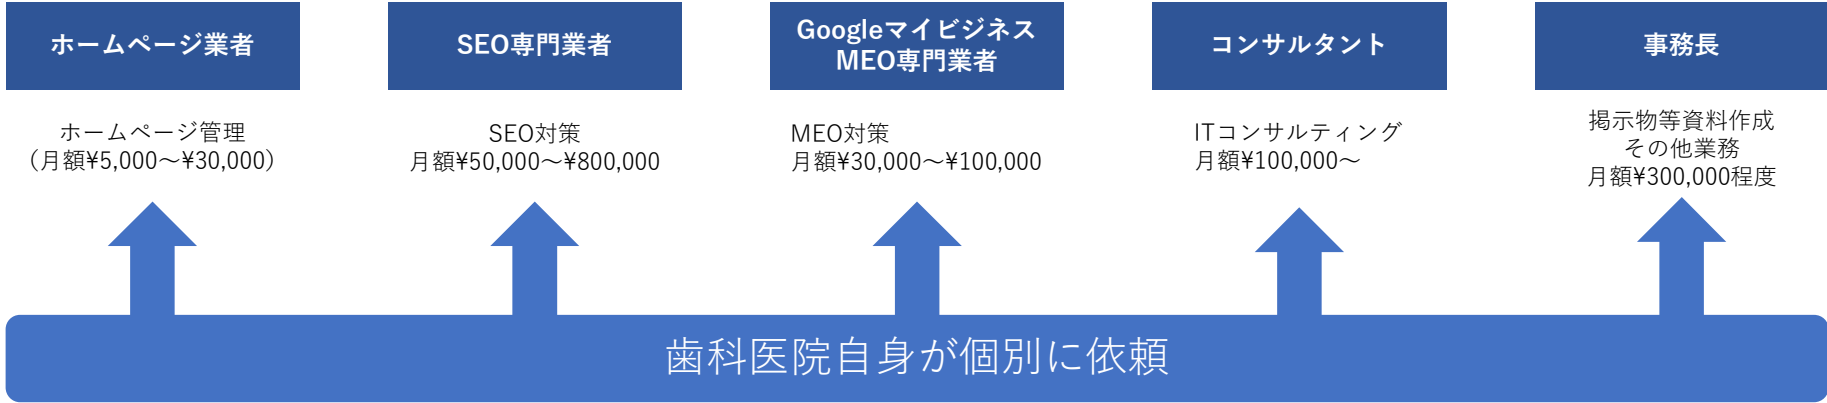 ホームページ業者
SEO専門業者
Googleマイビジネス
MEO専門業者
コンサルタント
事務長
ホームページ管理
（月額¥5,000～¥30,000）
SEO対策
月額¥50,000～¥800,000
MEO対策
月額¥30,000～¥100,000
ITコンサルティング
月額¥100,000～
掲示物等資料作成
その他業務
月額¥300,000程度
歯科医院自身が個別に依頼